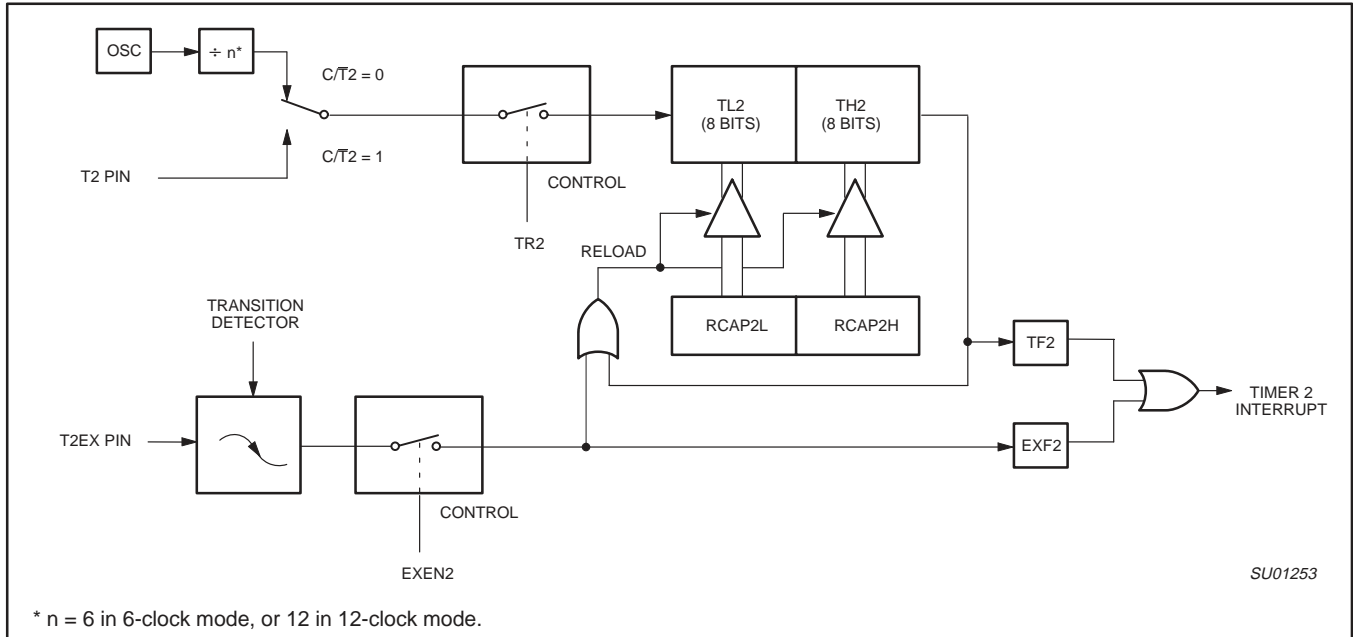 OSC
÷ n*
C/T̅2 = 0
C/T̅2 = 1
T2 PIN
CONTROL
TR2
TL2
(8 BITS)
TH2
(8 BITS)
RELOAD
RCAP2L
RCAP2H
TRANSITION
DETECTOR
T2EX PIN
CONTROL
EXEN2
TF2
EXF2
TIMER 2
INTERRUPT
SU01253
* n = 6 in 6-clock mode, or 12 in 12-clock mode.